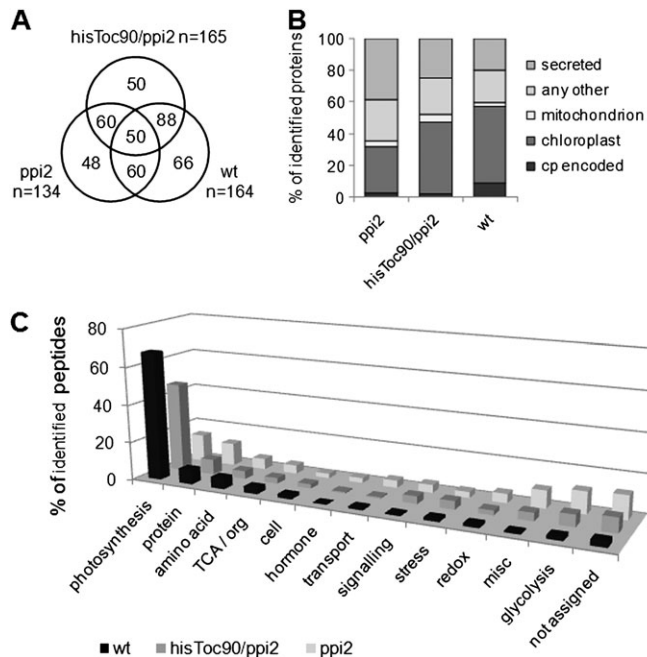 A
hisToc90/ppi2 n=165
50
60
88
50
48
60
66
ppi2
n=134
wt
n=164
B
% of identified proteins
100
80
60
40
20
0
ppi2
hisToc90/ppi2
wt
secreted
any other
mitochondrion
chloroplast
cp encoded
C
% of identified peptides
80
60
40
20
0
photosynthesis
protein
amino acid
TCA / org
cell
hormone
transport
signalling
stress
redox
misc
glycolysis
not assigned
wt
hisToc90/ppi2
ppi2